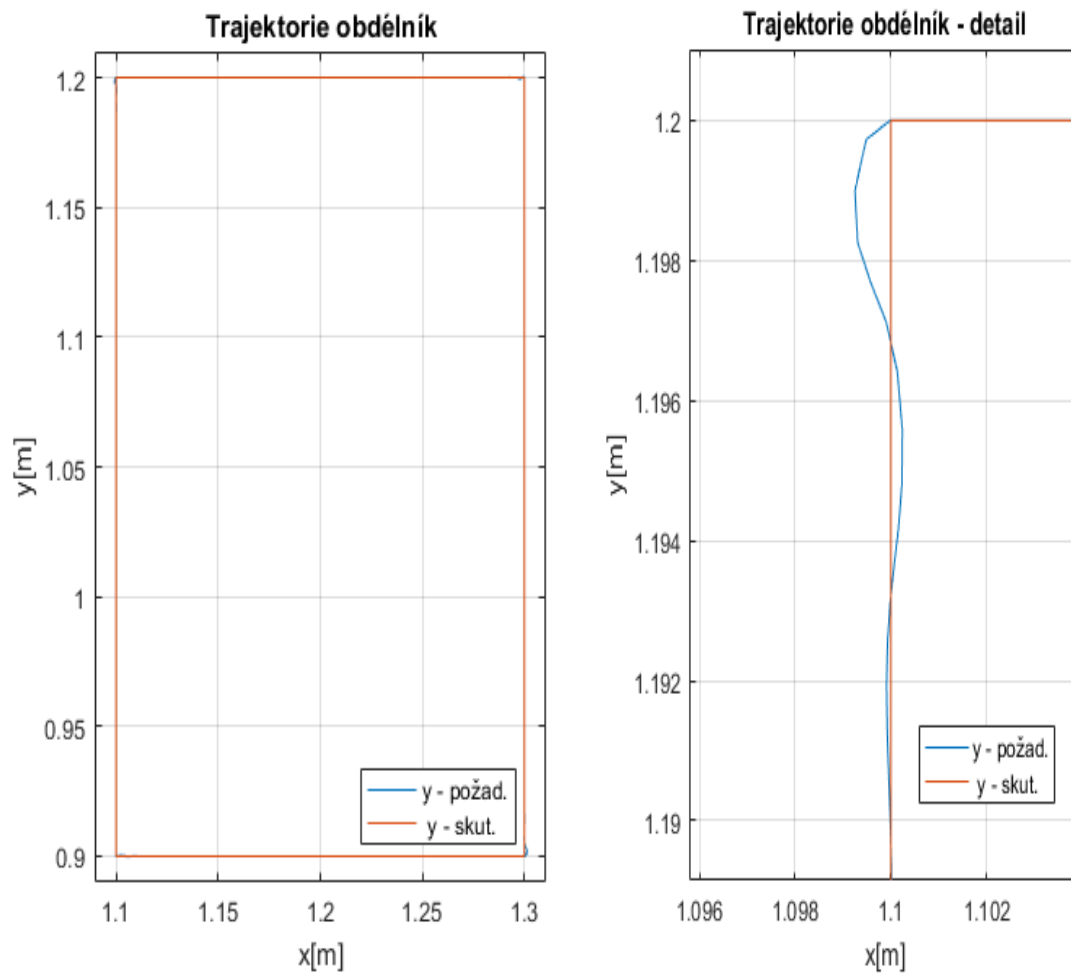 Trajektorie obdélník
1.2
1.15
1.1
1.05
1
0.95
0.9
y[m]
1.1
1.15
1.2
1.25
1.3
x[m]
y - požad.
y - skut.
Trajektorie obdélník - detail
1.2
1.198
1.196
1.194
1.192
1.19
y[m]
1.096
1.098
1.1
1.102
x[m]
y - požad.
y - skut.